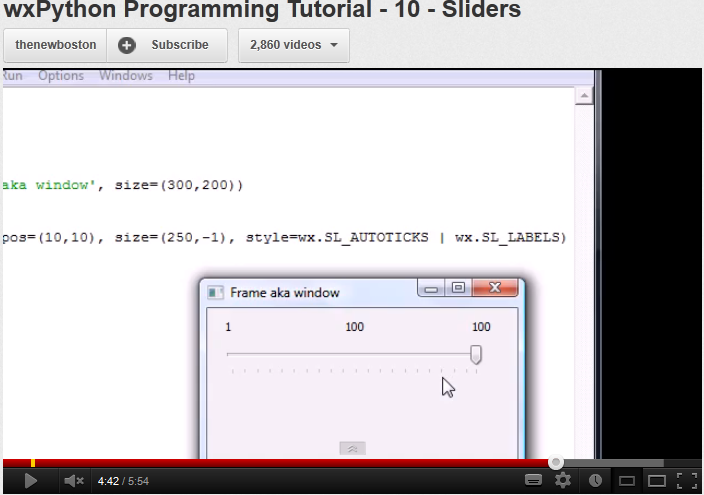 wxPython Programming Tutorial - 10 - Sliders
thenewboston Subscribe 2,860 videos
Run Options Windows Help
aka window', size=(300,200))
pos=(10,10), size=(250,-1), style=wx.SL_AUTOTICKS | wx.SL_LABELS)
Frame aka window
1 100 100
4:42 / 5:54